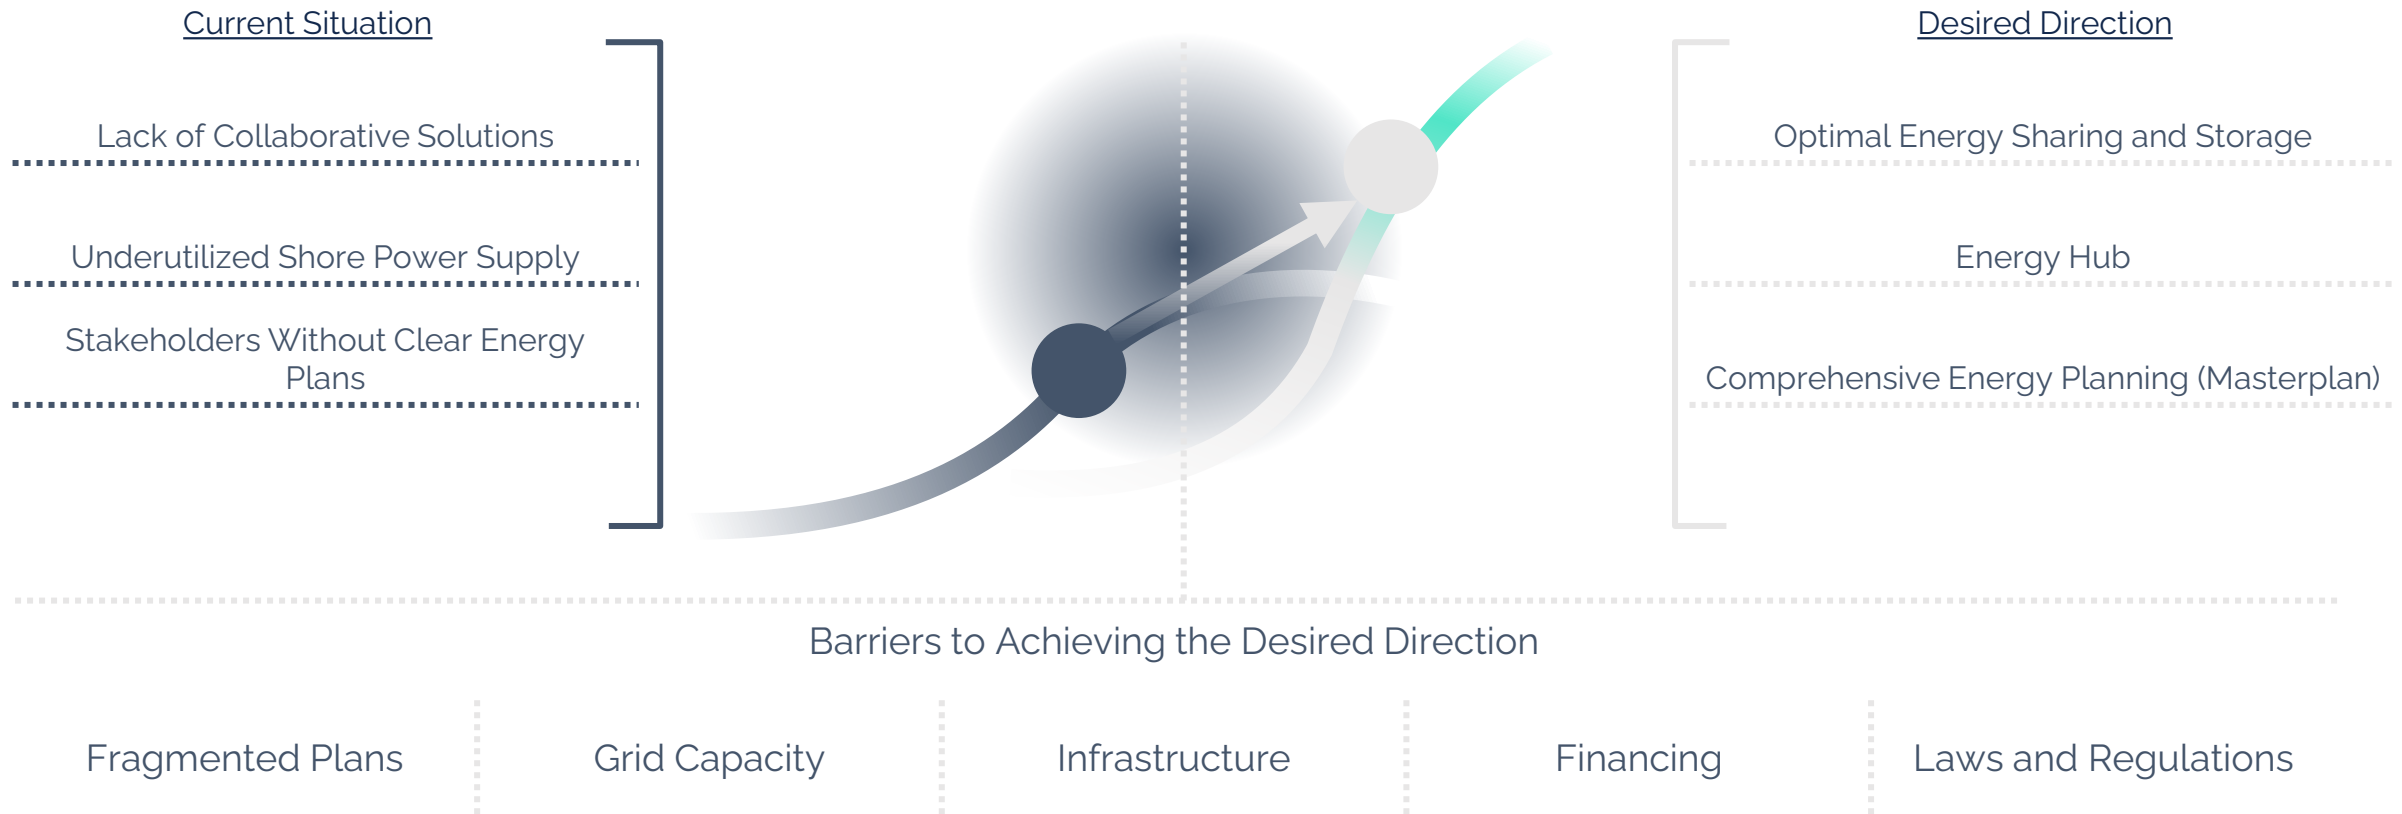 Current Situation
Lack of Collaborative Solutions
Underutilized Shore Power Supply
Stakeholders Without Clear Energy
Plans
Desired Direction
Optimal Energy Sharing and Storage
Energy Hub
Comprehensive Energy Planning (Masterplan)
Barriers to Achieving the Desired Direction
Fragmented Plans
Grid Capacity
Infrastructure
Financing
Laws and Regulations